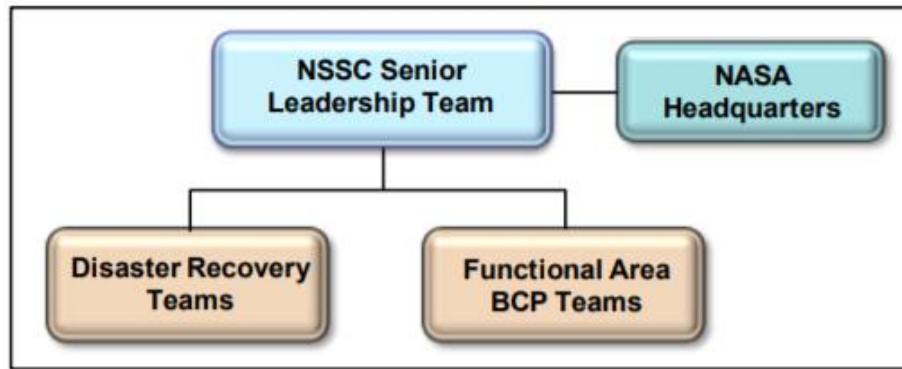 NSSC Senior
Leadership Team
NASA
Headquarters
Disaster Recovery
Teams
Functional Area
BCP Teams